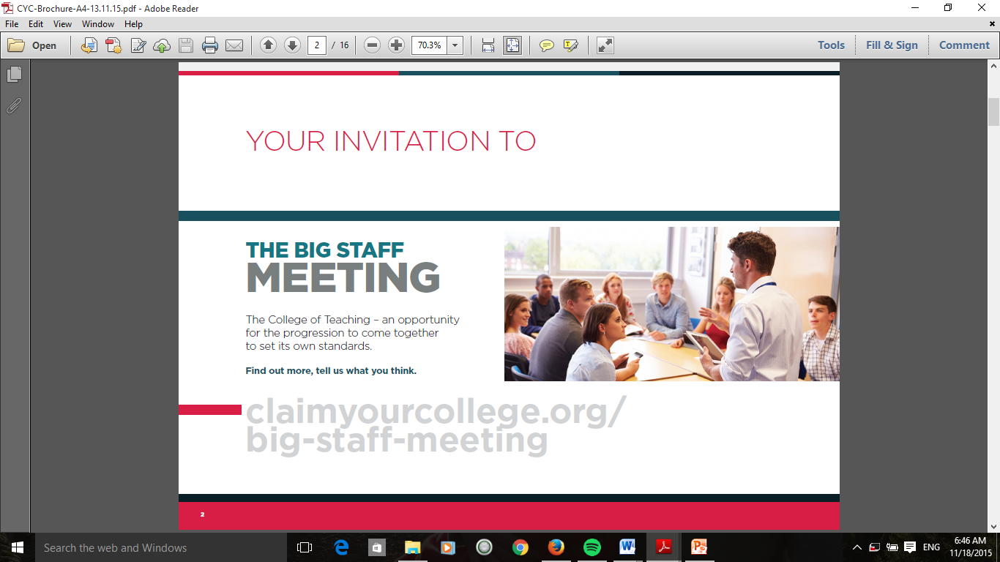 CYC-Brochure-A4-13.11.15.pdf - Adobe Reader
File Edit View Window Help
Open 2 / 16 70.3% Tools Fill & Sign Comment
YOUR INVITATION TO
THE BIG STAFF
MEETING
The College of Teaching – an opportunity
for the progression to come together
to set its own standards.
Find out more, tell us what you think.
claimyourcollege.org/
big-staff-meeting
2
Search the web and Windows
ENG
6:46 AM
11/18/2015